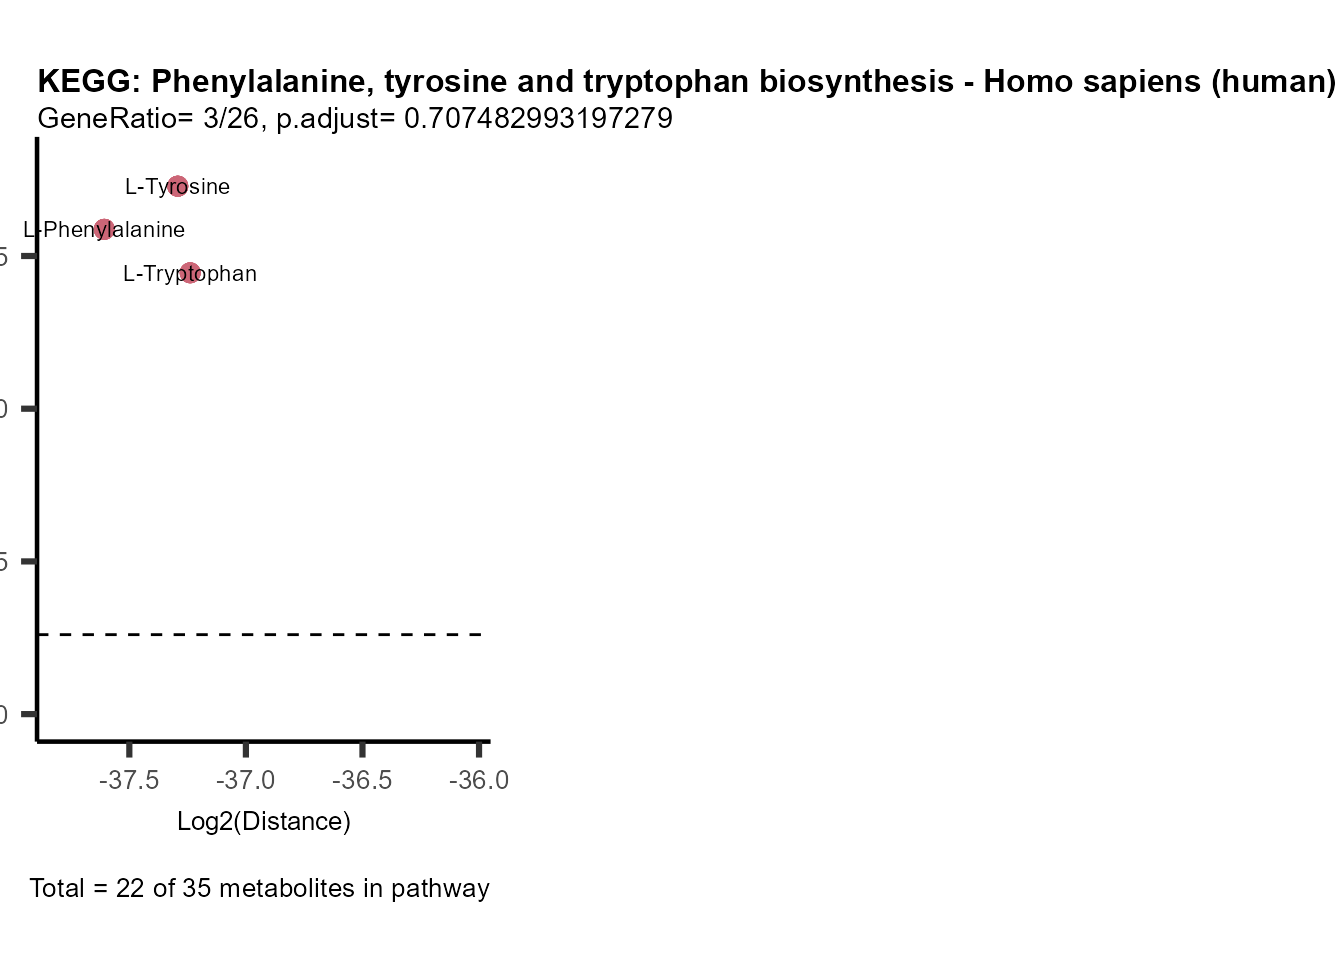 KEGG: Phenylalanine, tyrosine and tryptophan biosynthesis - Homo sapiens (human)
GeneRatio= 3/26, p.adjust= 0.707482993197279
L-Tyrosine
L-Phenylalanine
5
L-Tryptophan
0
5
0
-37.5 -37.0 -36.5 -36.0
Log2(Distance)
Total = 22 of 35 metabolites in pathway